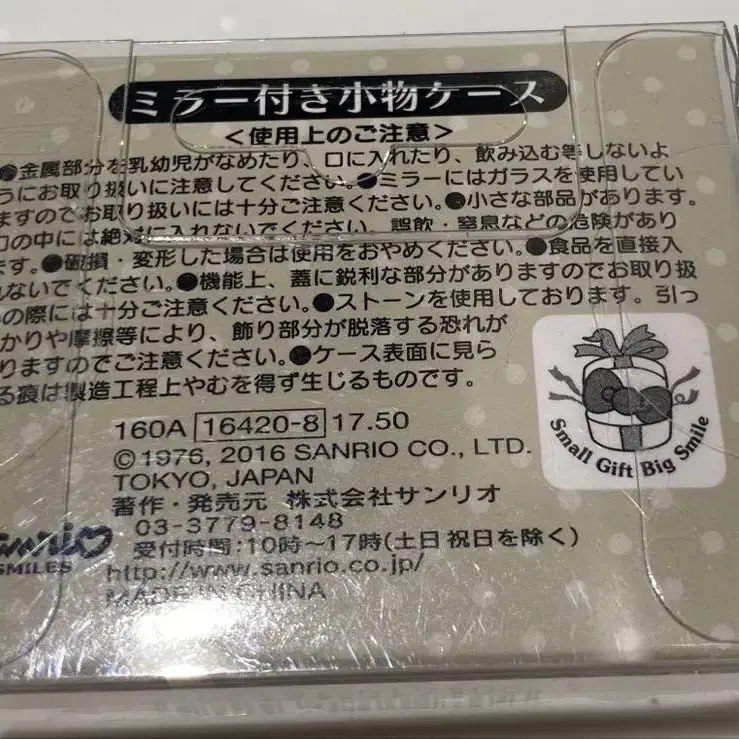 ミラー付き小物ケース
<使用上のご注意>
●金属部分を乳幼児がなめたり、口に入れたり、飲み込む等しないよ
うにお取り扱いに注意してください。●ミラーにはガラスを使用してい
ますのでお取り扱いには十分ご注意ください。●小さな部品があります。
口の中には絶対に入れないでください。誤飲・窒息などの危険があり
ます。●破損・変形した場合は使用をおやめください。●食品を直接入
れないでください。●機能上、蓋に鋭利な部分がありますのでお取り扱
いの際には十分ご注意ください。●ストーンを使用しております。引っ
かかりや摩擦等により、飾り部分が脱落する恐れが
ありますのでご注意ください。●ケース表面に見ら
れる痕は製造工程上やむを得ず生じるものです。
160A 16420-8 17.50
©1976, 2016 SANRIO CO., LTD.
TOKYO, JAPAN
著作・発売元 株式会社サンリオ
03-3779-8148
受付時間:10時~17時(土日祝日を除く)
http://www.sanrio.co.jp/
MADE IN CHINA
Sanrio
SMILES
Small Gift Big Smile